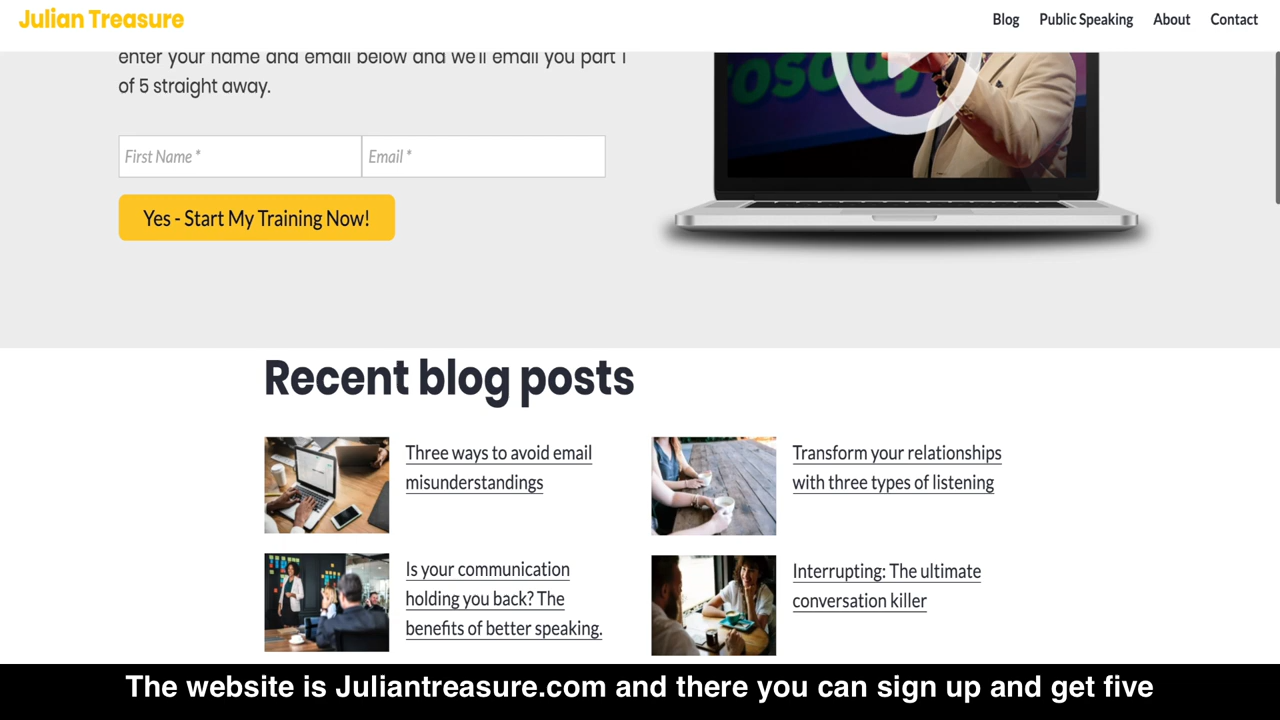 Julian Treasure
Blog Public Speaking About Contact
enter your name and email below and we'll email you part 1
of 5 straight away.
First Name * Email *
Yes - Start My Training Now!
Recent blog posts
Three ways to avoid email
misunderstandings
Transform your relationships
with three types of listening
Is your communication
holding you back? The
benefits of better speaking.
Interrupting: The ultimate
conversation killer
The website is Juliantreasure.com and there you can sign up and get five